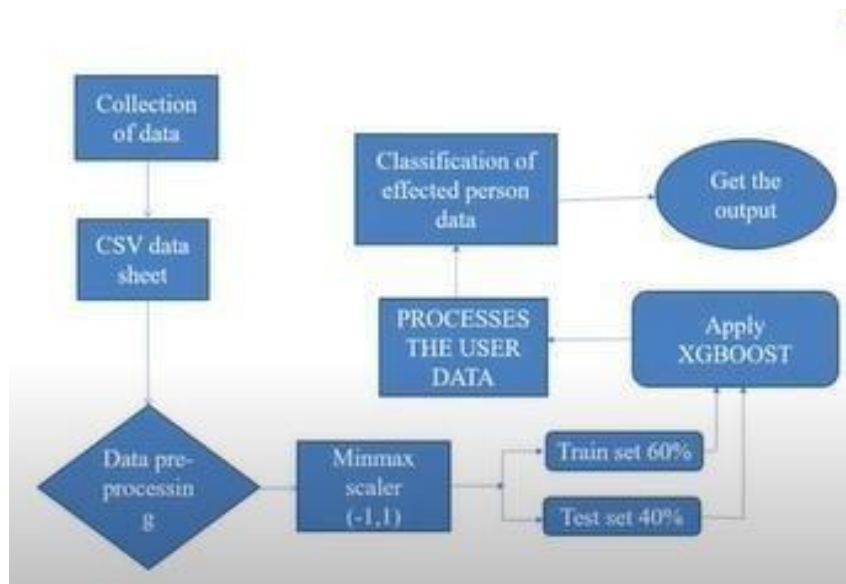 Collection
of data
CSV data
sheet
Data pre-
processin
g
Minmax
scaler
(-1,1)
Train set 60%
Test set 40%
Apply
XGBOOST
PROCESSES
THE USER
DATA
Classification of
effected person
data
Get the
output